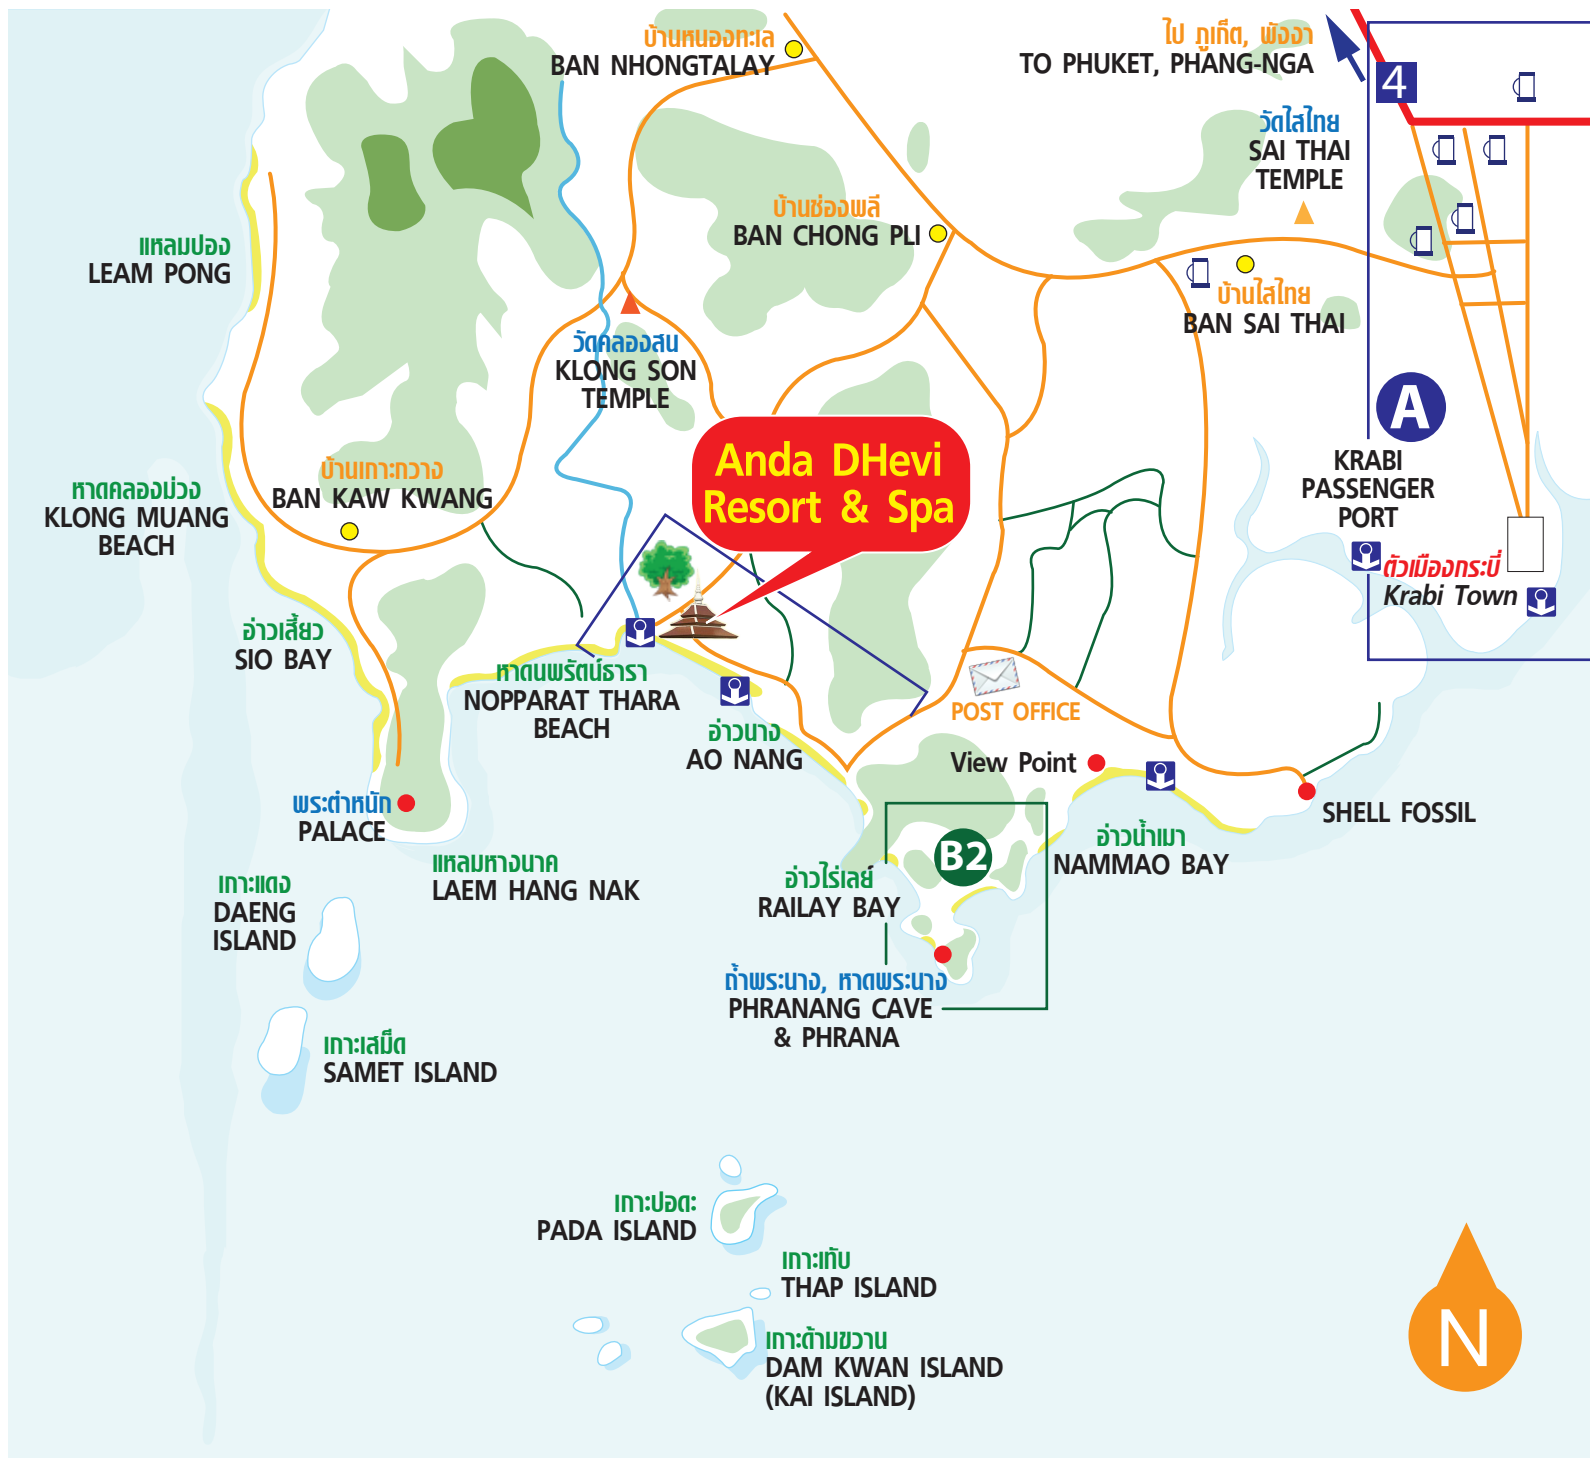 บ้านหนองทะเล
BAN NHONGTALAY
ไป ภูเก็ต, พังงา
TO PHUKET, PHANG-NGA
4
วัดไสไทย
SAI THAI
TEMPLE
บ้านช่องพลี
BAN CHONG PLI
แหลมปอง
LEAM PONG
บ้านไสไทย
BAN SAI THAI
วัดคลองสน
KLONG SON
TEMPLE
A
KRABI
PASSENGER
PORT
Anda DHevi
Resort & Spa
บ้านเกาะกวาง
BAN KAW KWANG
หาดคลองม่วง
KLONG MUANG
BEACH
ตัวเมืองกระบี่
Krabi Town
อ่าวเสี้ยว
SIO BAY
หาดนพรัตน์ธารา
NOPPARAT THARA
BEACH
POST OFFICE
อ่าวนาง
AO NANG
View Point
พระตำหนัก
PALACE
SHELL FOSSIL
อ่าวน้ำเมา
NAMMAO BAY
B2
แหลมหางนาค
LAEM HANG NAK
อ่าวไร่เลย์
RAILAY BAY
เกาะแดง
DAENG
ISLAND
ถ้ำพระนาง, หาดพระนาง
PHRANANG CAVE
& PHRANA
เกาะเสม็ด
SAMET ISLAND
เกาะปอดะ
PADA ISLAND
เกาะทับ
THAP ISLAND
เกาะด้ามขวาน
DAM KWAN ISLAND
(KAI ISLAND)
N